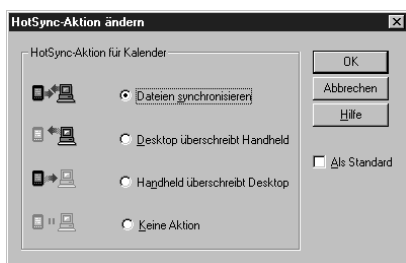 HotSync-Aktion ändern
HotSync-Aktion für Kalender
Dateien synchronisieren
Desktop überschreibt Handheld
Handheld überschreibt Desktop
Keine Aktion
OK
Abbrechen
Hilfe
Als Standard